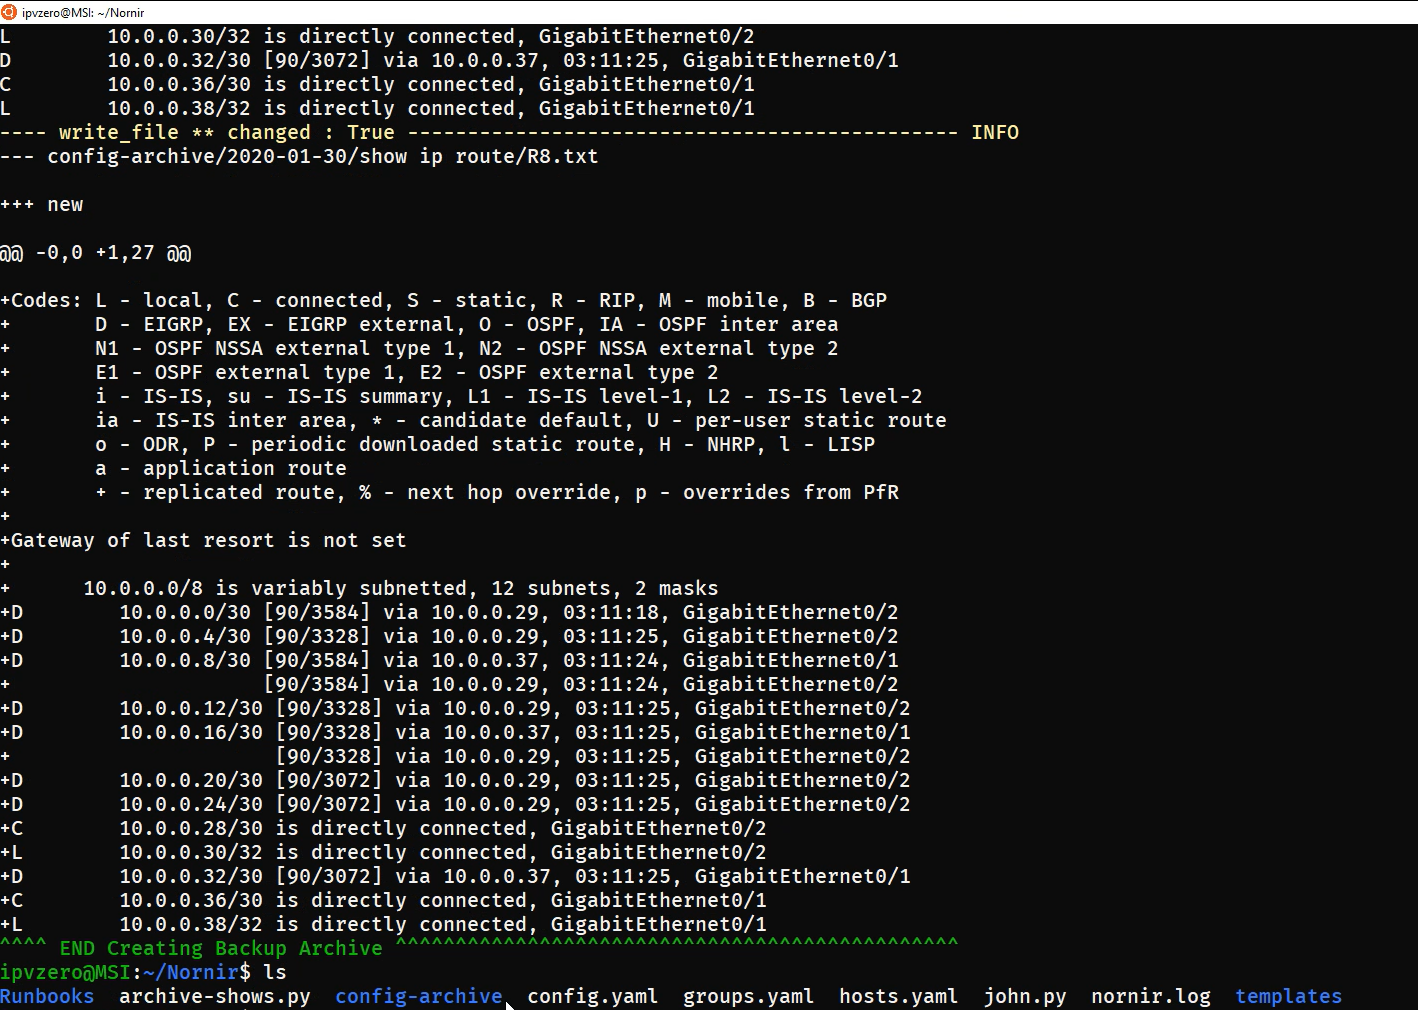 ipvzero@MSI: ~/Nornir
L        10.0.0.30/32 is directly connected, GigabitEthernet0/2
D        10.0.0.32/30 [90/3072] via 10.0.0.37, 03:11:25, GigabitEthernet0/1
C        10.0.0.36/30 is directly connected, GigabitEthernet0/1
L        10.0.0.38/32 is directly connected, GigabitEthernet0/1
---- write_file ** changed : True ---------------------------------------------- INFO
--- config-archive/2020-01-30/show ip route/R8.txt
+++ new
@@ -0,0 +1,27 @@
+Codes: L - local, C - connected, S - static, R - RIP, M - mobile, B - BGP
+       D - EIGRP, EX - EIGRP external, O - OSPF, IA - OSPF inter area
+       N1 - OSPF NSSA external type 1, N2 - OSPF NSSA external type 2
+       E1 - OSPF external type 1, E2 - OSPF external type 2
+       i - IS-IS, su - IS-IS summary, L1 - IS-IS level-1, L2 - IS-IS level-2
+       ia - IS-IS inter area, * - candidate default, U - per-user static route
+       o - ODR, P - periodic downloaded static route, H - NHRP, l - LISP
+       a - application route
+       + - replicated route, % - next hop override, p - overrides from PfR
+
+Gateway of last resort is not set
+
+      10.0.0.0/8 is variably subnetted, 12 subnets, 2 masks
+D        10.0.0.0/30 [90/3584] via 10.0.0.29, 03:11:18, GigabitEthernet0/2
+D        10.0.0.4/30 [90/3328] via 10.0.0.29, 03:11:25, GigabitEthernet0/2
+D        10.0.0.8/30 [90/3584] via 10.0.0.37, 03:11:24, GigabitEthernet0/1
+                     [90/3584] via 10.0.0.29, 03:11:24, GigabitEthernet0/2
+D        10.0.0.12/30 [90/3328] via 10.0.0.29, 03:11:25, GigabitEthernet0/2
+D        10.0.0.16/30 [90/3328] via 10.0.0.37, 03:11:25, GigabitEthernet0/1
+                      [90/3328] via 10.0.0.29, 03:11:25, GigabitEthernet0/2
+D        10.0.0.20/30 [90/3072] via 10.0.0.29, 03:11:25, GigabitEthernet0/2
+D        10.0.0.24/30 [90/3072] via 10.0.0.29, 03:11:25, GigabitEthernet0/2
+C        10.0.0.28/30 is directly connected, GigabitEthernet0/2
+L        10.0.0.30/32 is directly connected, GigabitEthernet0/2
+D        10.0.0.32/30 [90/3072] via 10.0.0.37, 03:11:25, GigabitEthernet0/1
+C        10.0.0.36/30 is directly connected, GigabitEthernet0/1
+L        10.0.0.38/32 is directly connected, GigabitEthernet0/1
^^^^ END Creating Backup Archive ^^^^^^^^^^^^^^^^^^^^^^^^^^^^^^^^^^^^^^^^^^^^^^^
ipvzero@MSI:~/Nornir$ ls
Runbooks  archive-shows.py  config-archive  config.yaml  groups.yaml  hosts.yaml  john.py  nornir.log  templates